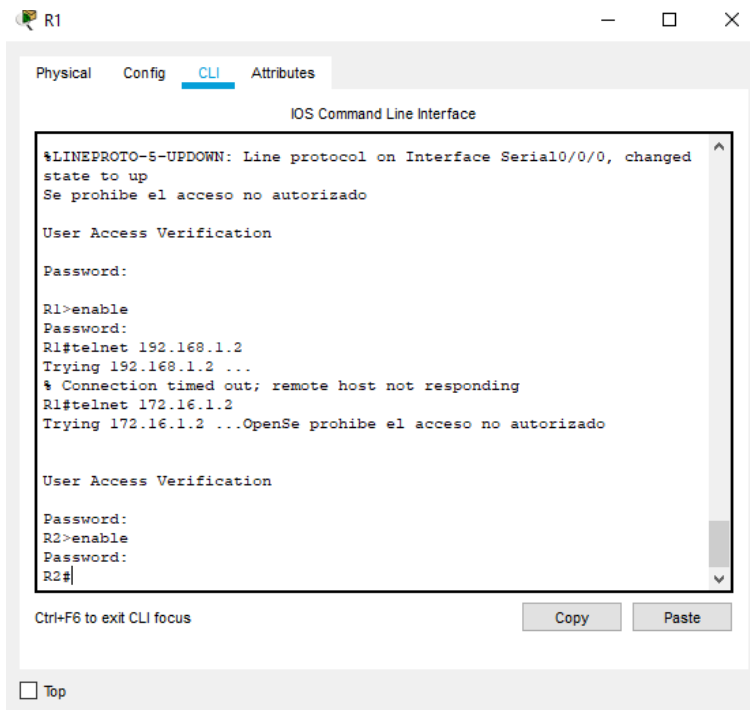 R1
Physical Config CLI Attributes
IOS Command Line Interface
%LINEPROTO-5-UPDOWN: Line protocol on Interface Serial0/0/0, changed
state to up
Se prohibe el acceso no autorizado
User Access Verification
Password:
R1>enable
Password:
R1#telnet 192.168.1.2
Trying 192.168.1.2 ...
% Connection timed out; remote host not responding
R1#telnet 172.16.1.2
Trying 172.16.1.2 ...OpenSe prohibe el acceso no autorizado
User Access Verification
Password:
R2>enable
Password:
R2#
Ctrl+F6 to exit CLI focus
Copy Paste
Top